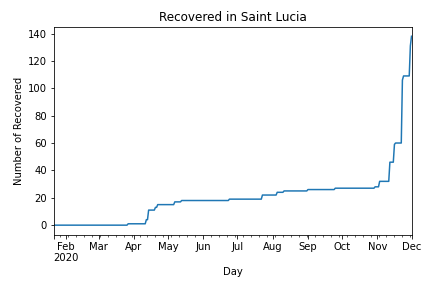 Recovered in Saint Lucia
Number of Recovered
140
120
100
80
60
40
20
0
Feb Mar Apr May Jun Jul Aug Sep Oct Nov Dec
2020
Day